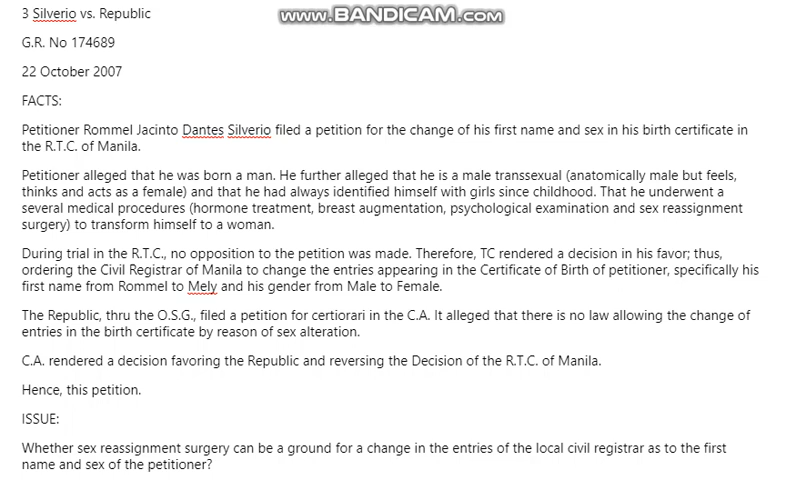 3 Silverio vs. Republic
www.BANDICAM.com
G.R. No 174689
22 October 2007
FACTS:
Petitioner Rommel Jacinto Dantes Silverio filed a petition for the change of his first name and sex in his birth certificate in
the R.T.C. of Manila.
Petitioner alleged that he was born a man. He further alleged that he is a male transsexual (anatomically male but feels,
thinks and acts as a female) and that he had always identified himself with girls since childhood. That he underwent a
several medical procedures (hormone treatment, breast augmentation, psychological examination and sex reassignment
surgery) to transform himself to a woman.
During trial in the R.T.C., no opposition to the petition was made. Therefore, TC rendered a decision in his favor; thus,
ordering the Civil Registrar of Manila to change the entries appearing in the Certificate of Birth of petitioner, specifically his
first name from Rommel to Mely and his gender from Male to Female.
The Republic, thru the O.S.G., filed a petition for certiorari in the C.A. It alleged that there is no law allowing the change of
entries in the birth certificate by reason of sex alteration.
C.A. rendered a decision favoring the Republic and reversing the Decision of the R.T.C. of Manila.
Hence, this petition.
ISSUE:
Whether sex reassignment surgery can be a ground for a change in the entries of the local civil registrar as to the first
name and sex of the petitioner?